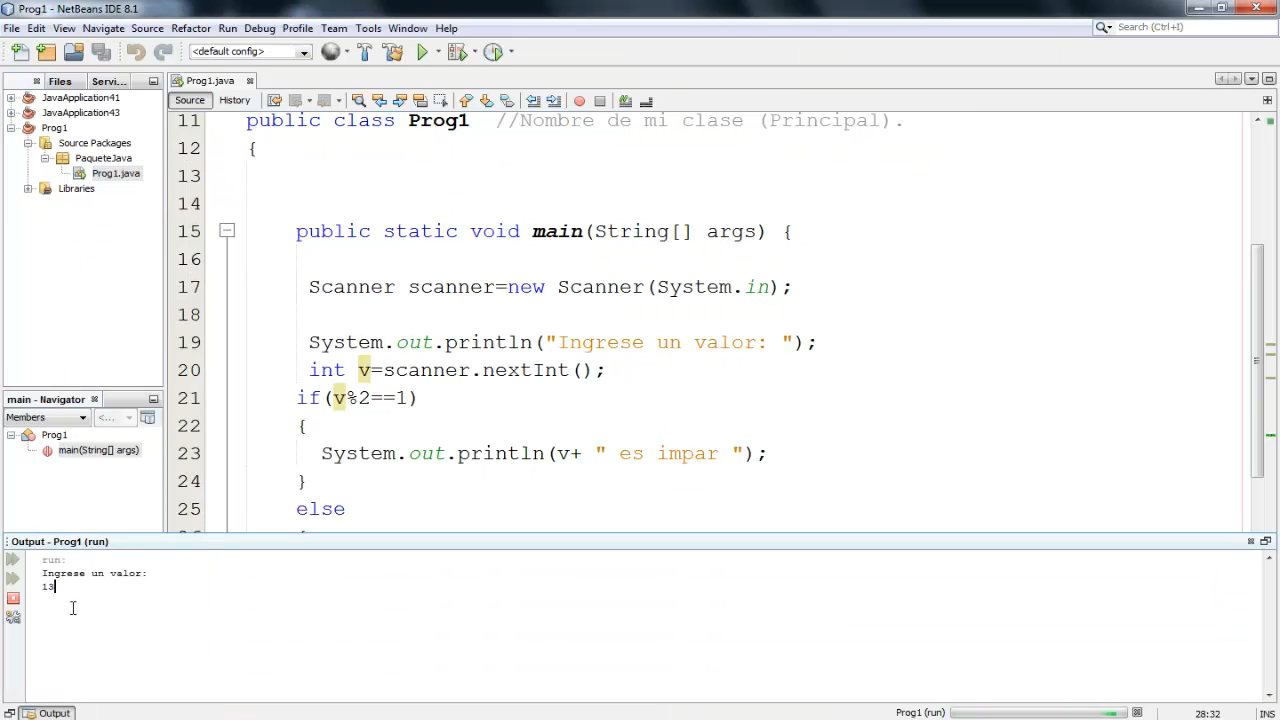 Prog1 - NetBeans IDE 8.1
File Edit View Navigate Source Refactor Run Debug Profile Team Tools Window Help
Search (Ctrl+I)
<default config>
Files Servi...
Prog1.java
JavaApplication41
JavaApplication43
Prog1
Source Packages
PaqueteJava
Prog1.java
Libraries
Source History
11 public class Prog1 //Nombre de mi clase (Principal).
12 {
13
14
15 public static void main(String[] args) {
16
17 Scanner scanner=new Scanner(System.in);
18
19 System.out.println("Ingrese un valor: ");
20 int v=scanner.nextInt();
21 if(v%2==1)
22 {
23 System.out.println(v+ " es impar ");
24 }
25 else
main - Navigator
Members <...
Prog1
main(String[] args)
Output - Prog1 (run)
run:
Ingrese un valor:
13
Output
Prog1 (run)
28:32
INS